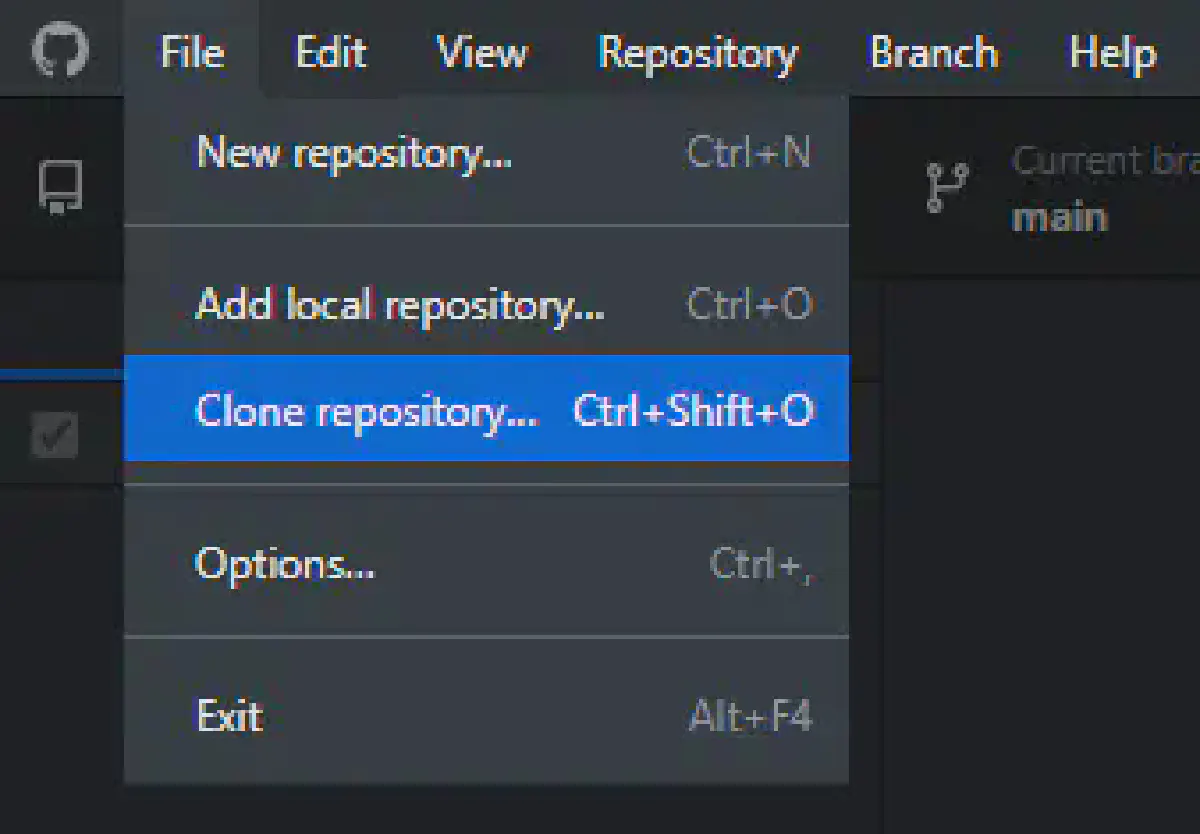 File Edit View Repository Branch Help
New repository... Ctrl+N
Current bra
main
Add local repository... Ctrl+O
Clone repository... Ctrl+Shift+O
Options... Ctrl+,
Exit Alt+F4